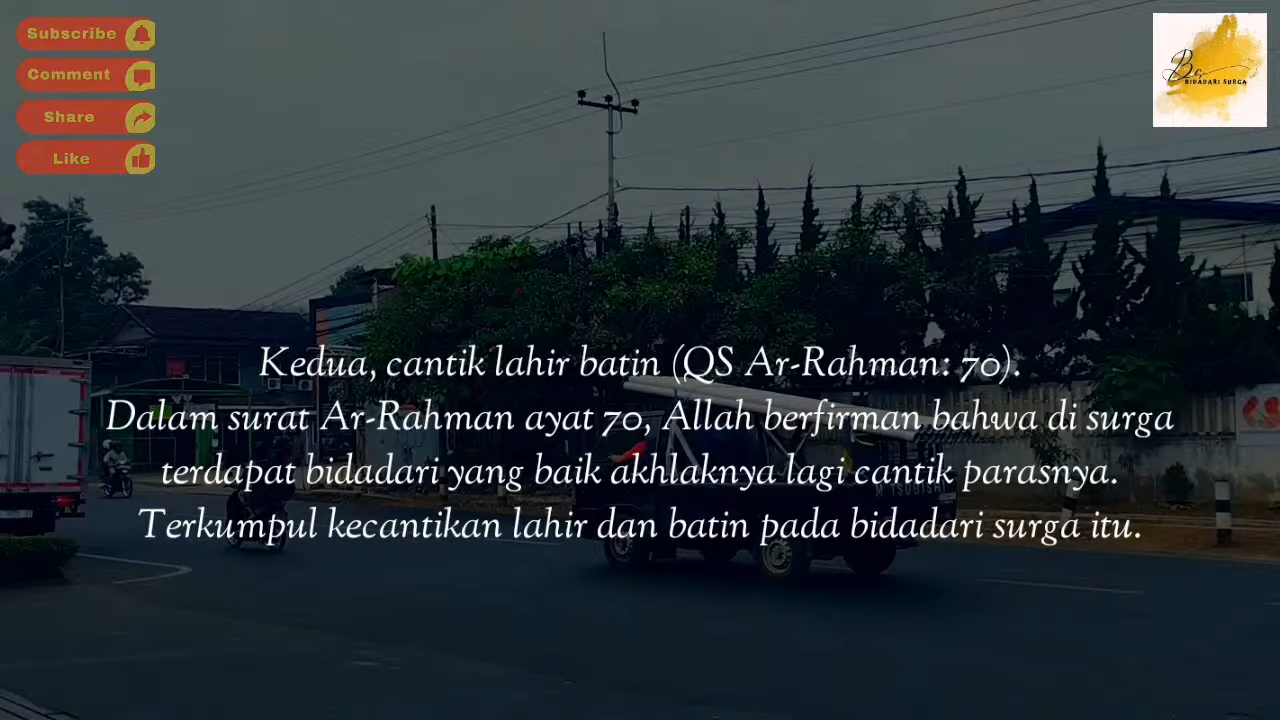 Subscribe
Comment
Share
Like
BIDADARI SURGA
Kedua, cantik lahir batin (QS Ar-Rahman: 70).
Dalam surat Ar-Rahman ayat 70, Allah berfirman bahwa di surga
terdapat bidadari yang baik akhlaknya lagi cantik parasnya.
Terkumpul kecantikan lahir dan batin pada bidadari surga itu.